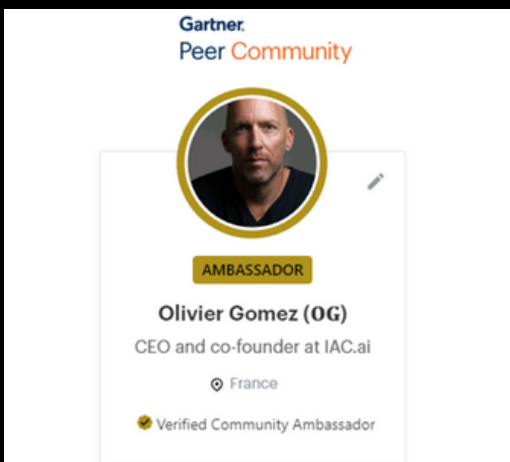 Gartner.
Peer Community
AMBASSADOR
Olivier Gomez (OG)
CEO and co-founder at IAC.ai
France
Verified Community Ambassador